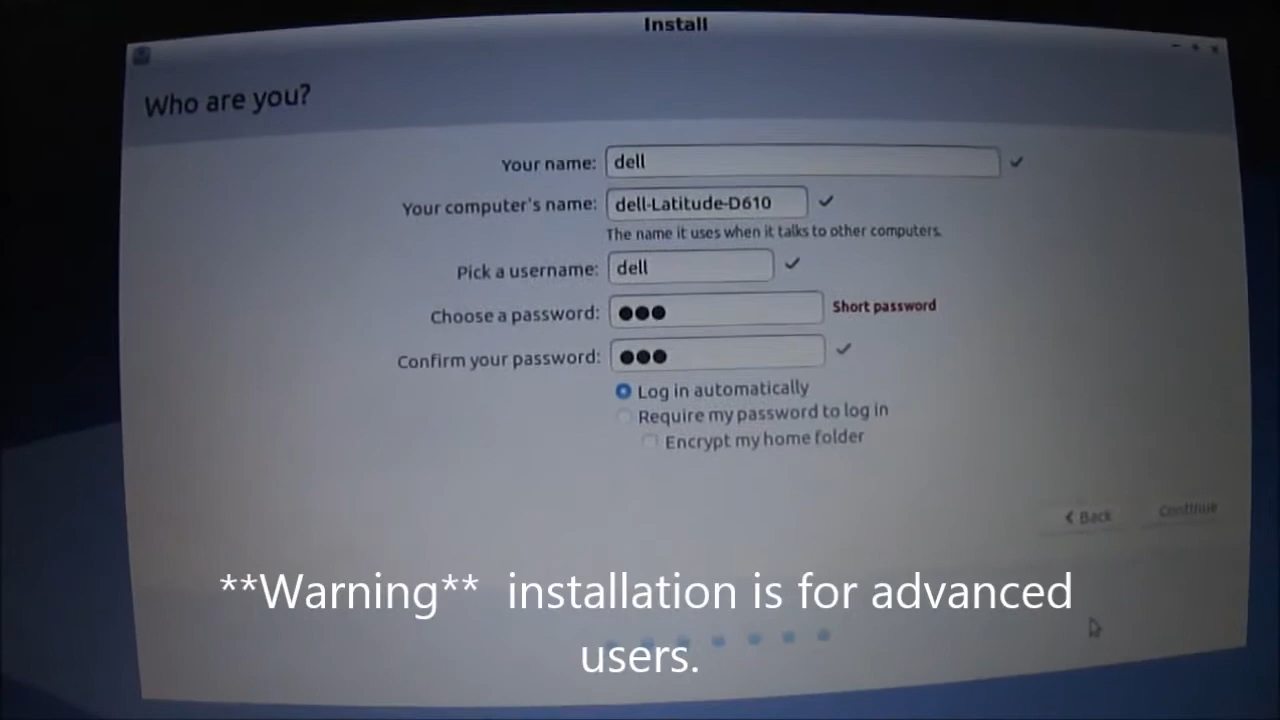 Install
Who are you?
Your name: dell
Your computer's name: dell-Latitude-D610
The name it uses when it talks to other computers.
Pick a username: dell
Choose a password: ●●● Short password
Confirm your password: ●●●
Log in automatically
Require my password to log in
Encrypt my home folder
Back Continue
**Warning** installation is for advanced
users.